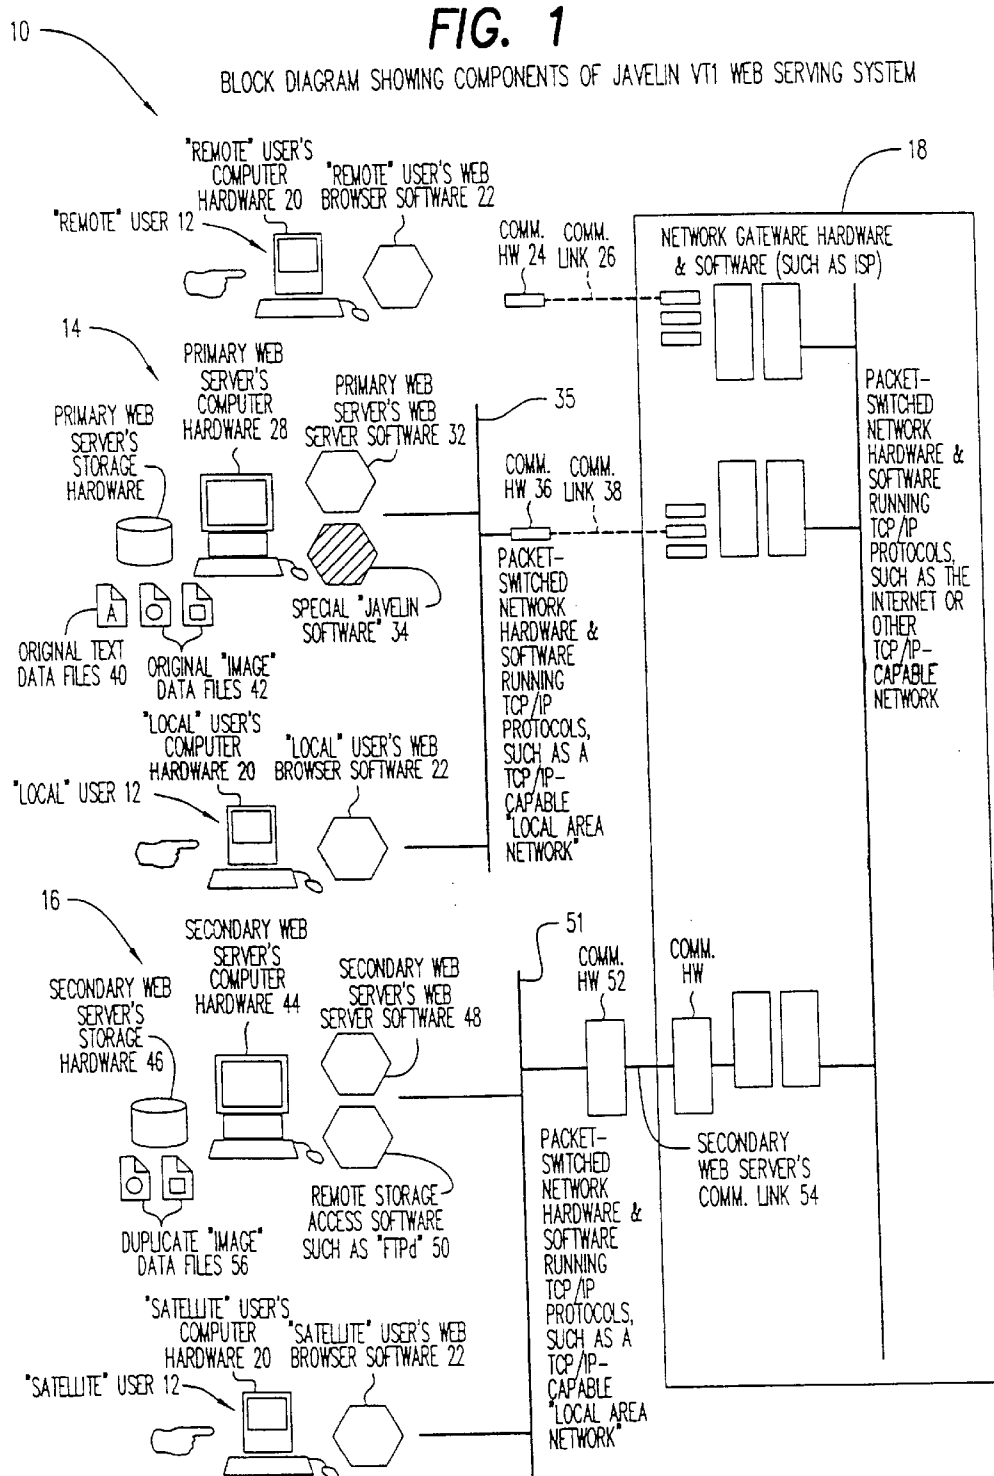 FIG. 1
10
BLOCK DIAGRAM SHOWING COMPONENTS OF JAVELIN VT1 WEB SERVING SYSTEM
18
"REMOTE" USER'S
COMPUTER
HARDWARE 20
"REMOTE" USER'S WEB
BROWSER SOFTWARE 22
"REMOTE" USER 12
COMM.
HW 24
COMM.
LINK 26
NETWORK GATEWARE HARDWARE
& SOFTWARE (SUCH AS ISP)
14
PRIMARY WEB
SERVER'S
COMPUTER
HARDWARE 28
PRIMARY WEB
SERVER'S WEB
SERVER SOFTWARE 32
35
PRIMARY WEB
SERVER'S
STORAGE
HARDWARE
COMM.
HW 36
COMM.
LINK 38
PACKET-
SWITCHED
NETWORK
HARDWARE &
SOFTWARE
RUNNING
TCP/IP
PROTOCOLS,
SUCH AS THE
INTERNET OR
OTHER
TCP/IP-
CAPABLE
NETWORK
A
ORIGINAL TEXT
DATA FILES 40
ORIGINAL "IMAGE"
DATA FILES 42
SPECIAL "JAVELIN
SOFTWARE" 34
PACKET-
SWITCHED
NETWORK
HARDWARE &
SOFTWARE
RUNNING
TCP/IP
PROTOCOLS,
SUCH AS A
TCP/IP-
CAPABLE
"LOCAL AREA
NETWORK"
"LOCAL" USER'S
COMPUTER
HARDWARE 20
"LOCAL" USER'S WEB
BROWSER SOFTWARE 22
"LOCAL" USER 12
16
SECONDARY WEB
SERVER'S
COMPUTER
HARDWARE 44
SECONDARY WEB
SERVER'S WEB
SERVER SOFTWARE 48
51
COMM.
HW 52
COMM.
HW
SECONDARY WEB
SERVER'S
STORAGE
HARDWARE 46
DUPLICATE "IMAGE"
DATA FILES 56
REMOTE STORAGE
ACCESS SOFTWARE
SUCH AS "FTPd" 50
PACKET-
SWITCHED
NETWORK
HARDWARE &
SOFTWARE
RUNNING
TCP/IP
PROTOCOLS,
SUCH AS A
TCP/IP-
CAPABLE
"LOCAL AREA
NETWORK"
SECONDARY
WEB SERVER'S
COMM. LINK 54
"SATELLITE" USER'S
COMPUTER
HARDWARE 20
"SATELLITE" USER'S WEB
BROWSER SOFTWARE 22
"SATELLITE" USER 12